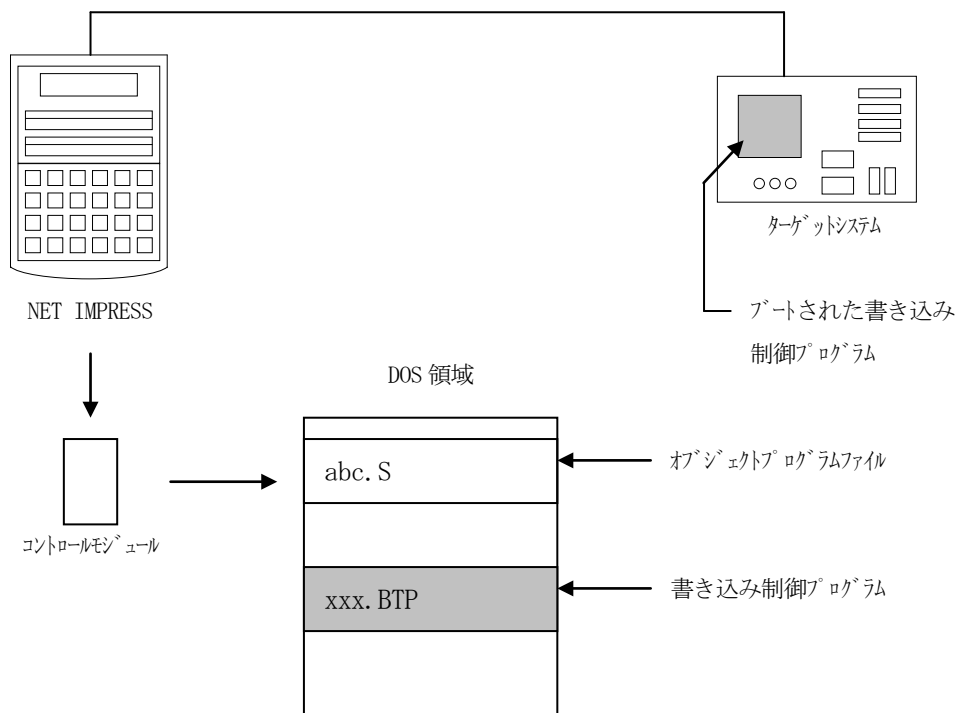 ﾀｰｹﾞｯﾄｼｽﾃﾑ
NET IMPRESS
ﾌﾞｰﾄされた書き込み
制御ﾌﾟﾛｸﾞﾗﾑ
DOS 領域
abc.S
ｵﾌﾞｼﾞｪｸﾄﾌﾟﾛｸﾞﾗﾑﾌｧｲﾙ
ｺﾝﾄﾛｰﾙﾓｼﾞｭｰﾙ
xxx.BTP
書き込み制御ﾌﾟﾛｸﾞﾗﾑ